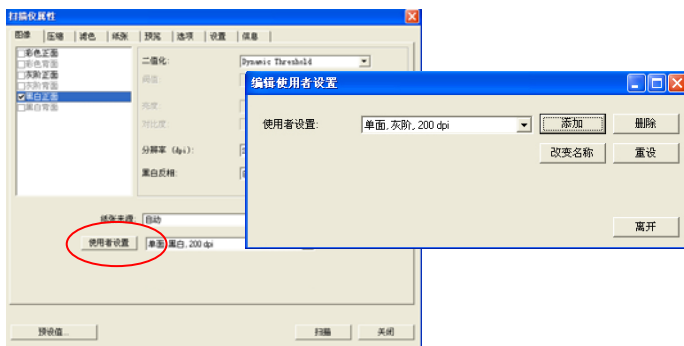 扫描仪属性
图像 压缩 滤色 纸张 预览 选项 设置 信息
彩色正面
彩色背面
灰阶正面
灰阶背面
黑白正面
黑白背面
二值化:
Dynamic Threshold
阈值:
亮度:
对比度:
分辨率 (dpi):
黑白反相:
纸张来源:
自动
使用者设置
单面,黑白, 200 dpi
预设值...
扫描
关闭
编辑使用者设置
使用者设置:
单面,灰阶, 200 dpi
添加
删除
改变名称
重设
离开